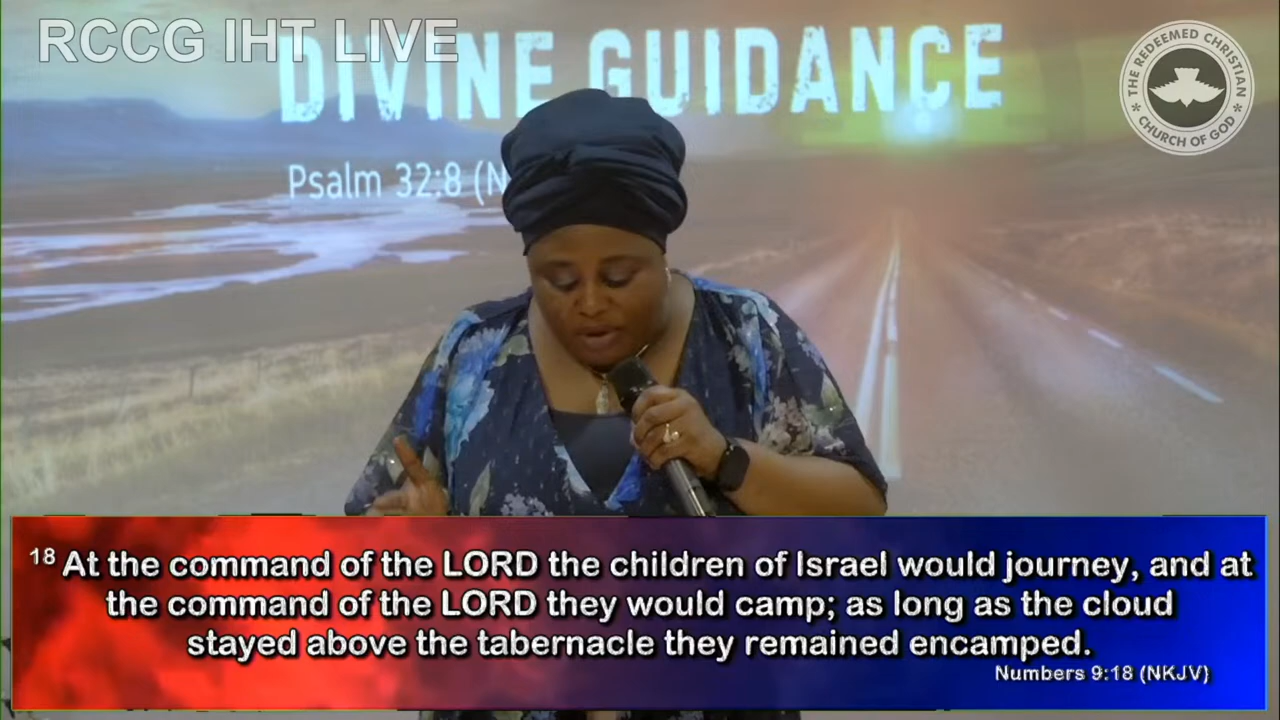 RCCG IHT LIVE
DIVINE GUIDANCE
Psalm 32:8 (N
THE REDEEMED CHRISTIAN
CHURCH OF GOD
18 At the command of the LORD the children of Israel would journey, and at
the command of the LORD they would camp; as long as the cloud
stayed above the tabernacle they remained encamped.
Numbers 9:18 (NKJV)